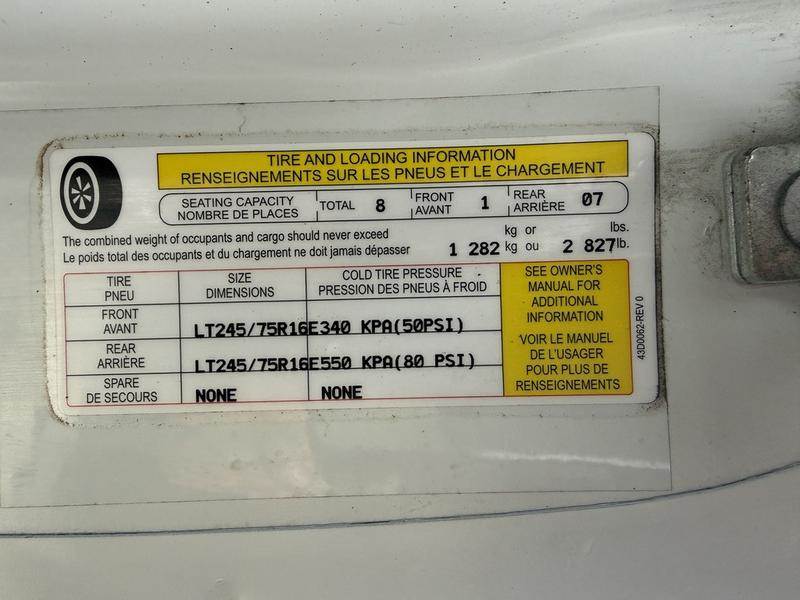 TIRE AND LOADING INFORMATION
RENSEIGNEMENTS SUR LES PNEUS ET LE CHARGEMENT
SEATING CAPACITY
NOMBRE DE PLACES
TOTAL 8
FRONT
AVANT
1
REAR
ARRIÈRE
07
The combined weight of occupants and cargo should never exceed
Le poids total des occupants et du chargement ne doit jamais dépasser
kg or lbs.
1 282 kg ou 2 827 lb.
TIRE
PNEU
SIZE
DIMENSIONS
COLD TIRE PRESSURE
PRESSION DES PNEUS À FROID
FRONT
AVANT
LT245/75R16E 340 KPA(50PSI)
REAR
ARRIÈRE
LT245/75R16E 550 KPA(80 PSI)
SPARE
DE SECOURS
NONE NONE
SEE OWNER'S
MANUAL FOR
ADDITIONAL
INFORMATION
VOIR LE MANUEL
DE L'USAGER
POUR PLUS DE
RENSEIGNEMENTS
43D0062-REV 0